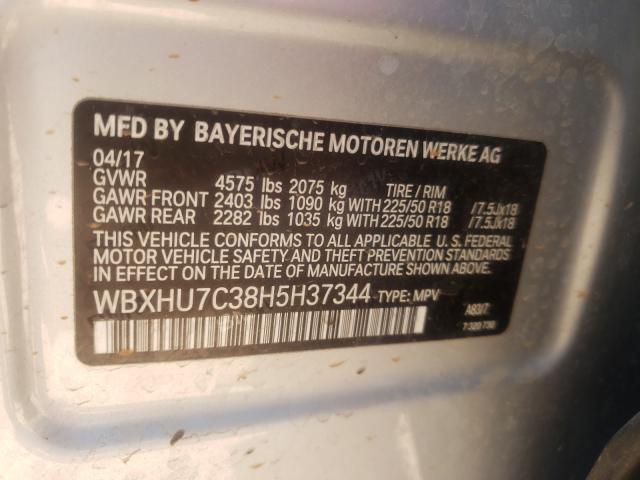 MFD BY BAYERISCHE MOTOREN WERKE AG
04/17
GVWR 4575 lbs 2075 kg TIRE / RIM
GAWR FRONT 2403 lbs 1090 kg WITH 225/50 R18 /7.5Jx18
GAWR REAR 2282 lbs 1035 kg WITH 225/50 R18 /7.5Jx18
THIS VEHICLE CONFORMS TO ALL APPLICABLE U.S. FEDERAL
MOTOR VEHICLE SAFETY AND THEFT PREVENTION STANDARDS
IN EFFECT ON THE DATE OF MANUFACTURE SHOWN ABOVE.
WBXHU7C38H5H37344 TYPE: MPV
A83/7